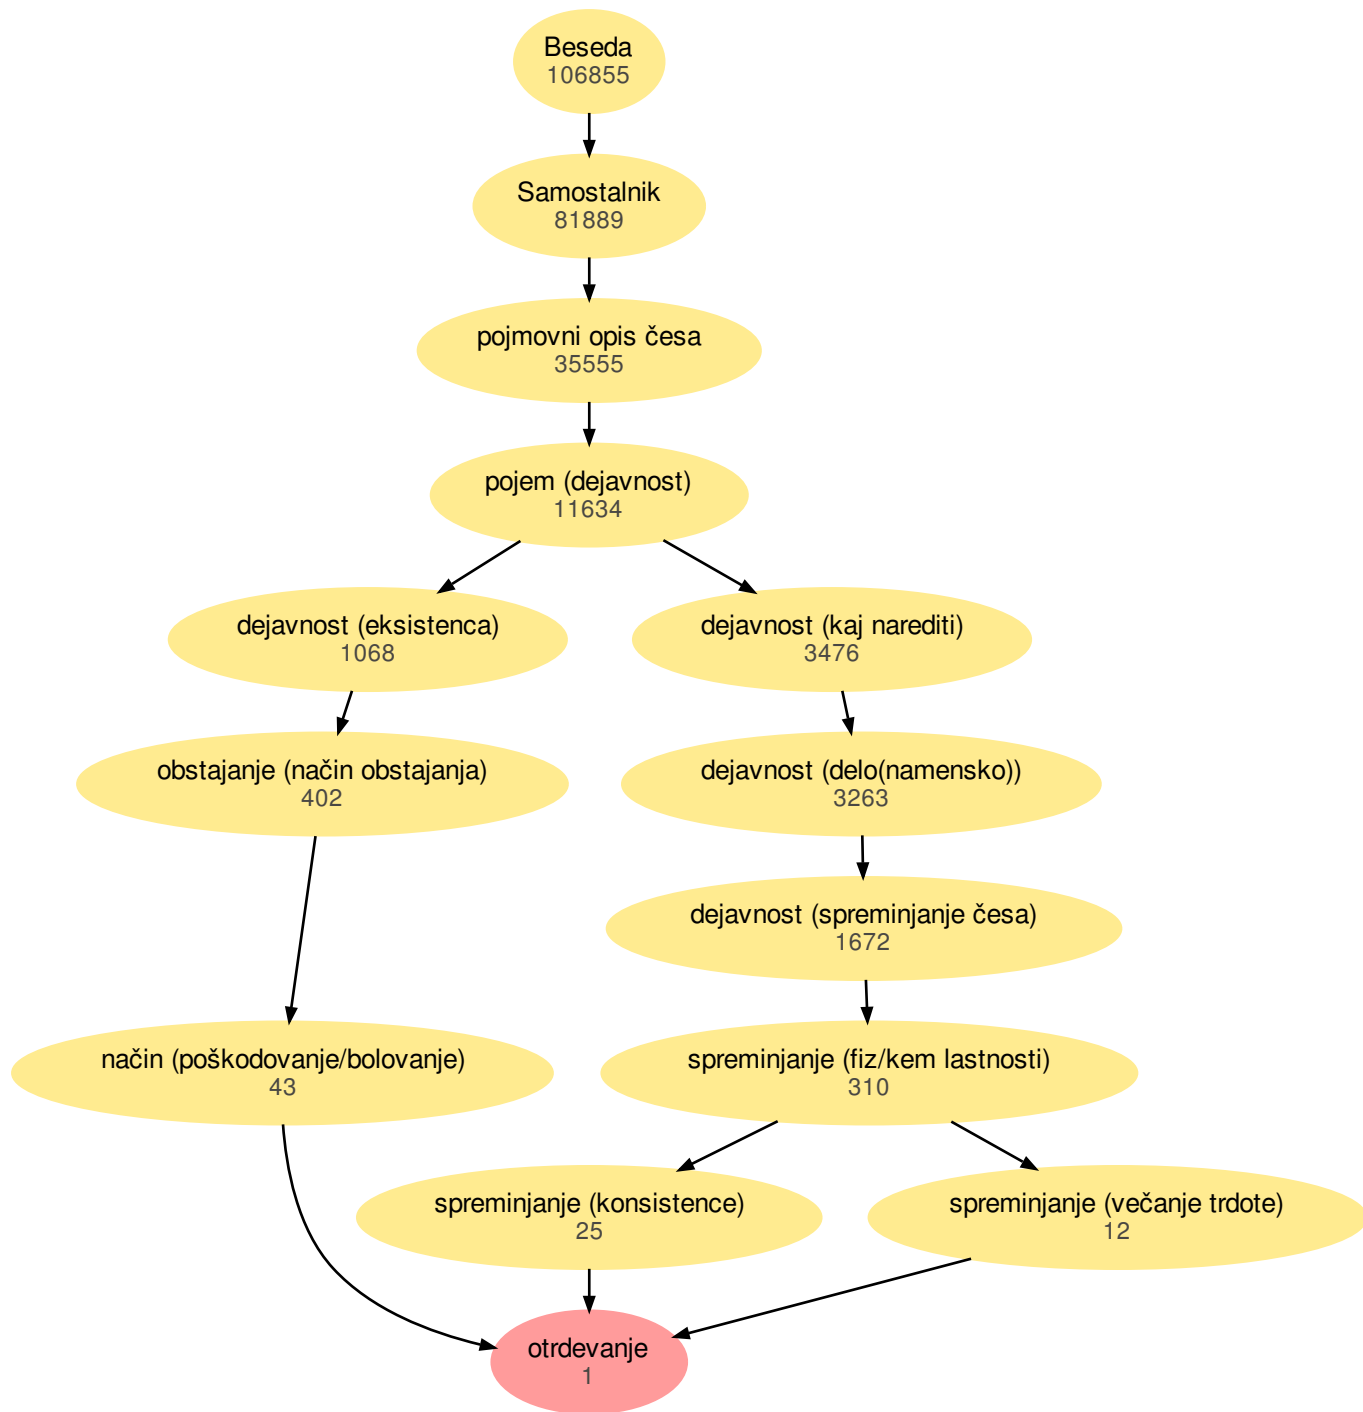 Beseda
106855
Samostalnik
81889
pojmovni opis česa
35555
pojem (dejavnost)
11634
dejavnost (eksistenca)
1068
dejavnost (kaj narediti)
3476
obstajanje (način obstajanja)
402
dejavnost (delo(namensko))
3263
dejavnost (spreminjanje česa)
1672
način (poškodovanje/bolovanje)
43
spreminjanje (fiz/kem lastnosti)
310
spreminjanje (konsistence)
25
spreminjanje (večanje trdote)
12
otrdevanje
1